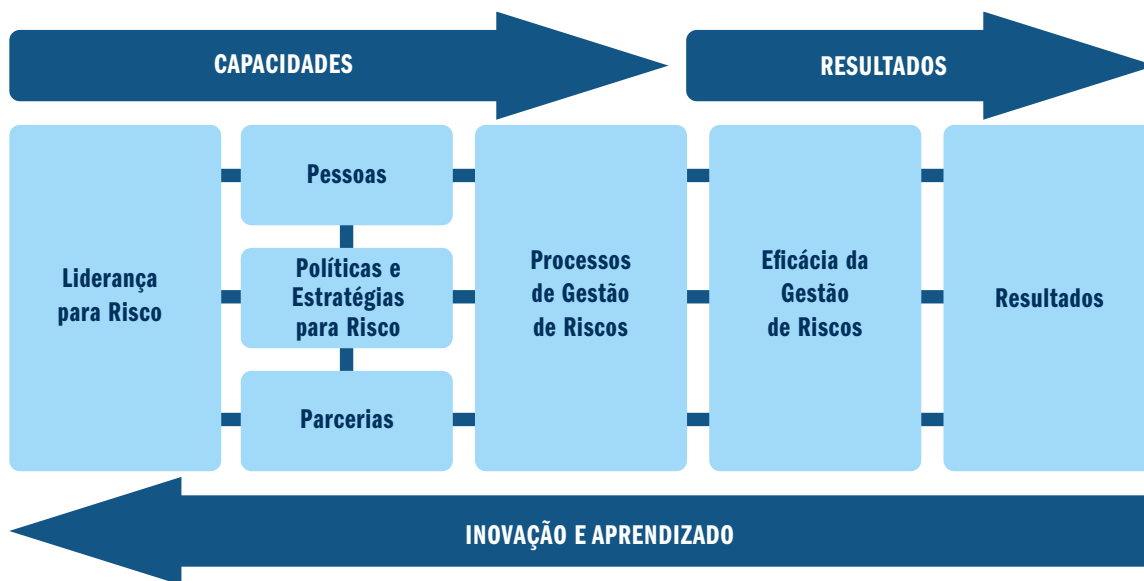 CAPACIDADES
RESULTADOS
Liderança
para Risco
Pessoas
Políticas e
Estratégias
para Risco
Parcerias
Processos
de Gestão
de Riscos
Eficácia da
Gestão
de Riscos
Resultados
INOVAÇÃO E APRENDIZADO